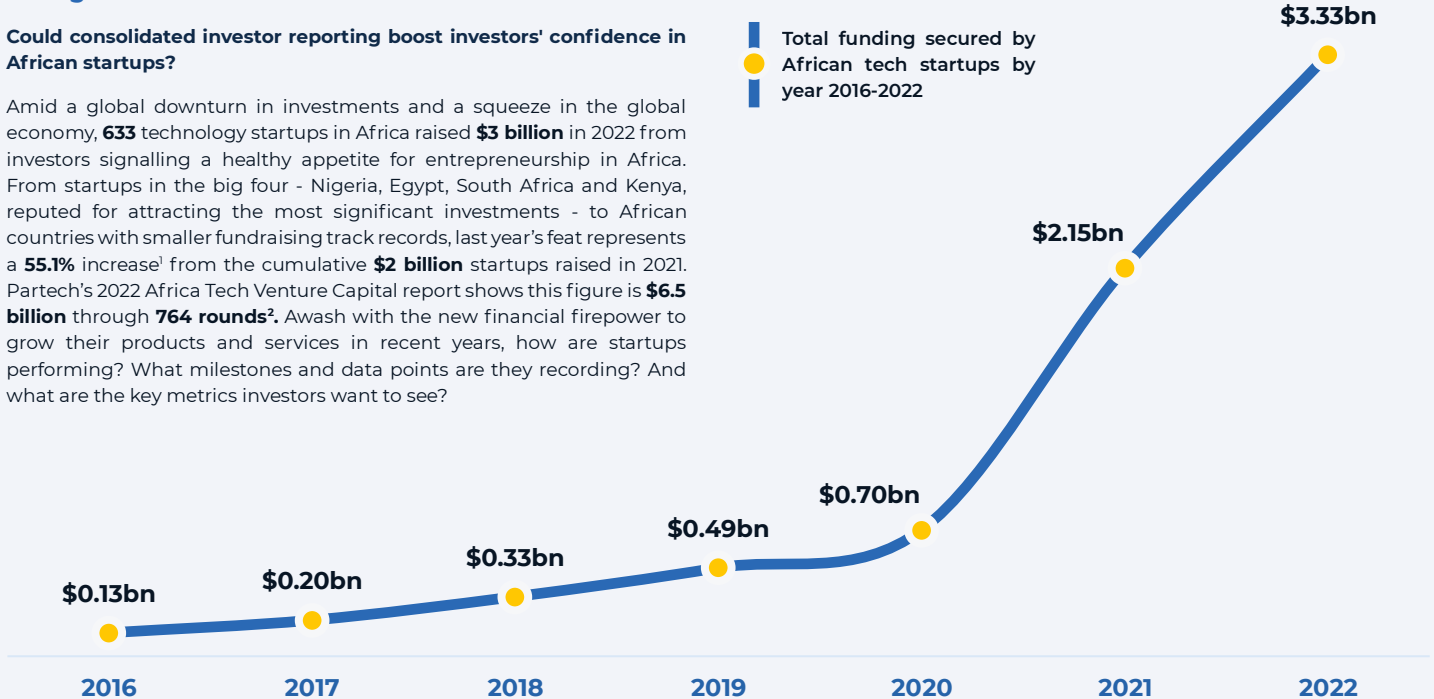 Could consolidated investor reporting boost investors' confidence in
African startups?
Amid a global downturn in investments and a squeeze in the global
economy, 633 technology startups in Africa raised $3 billion in 2022 from
investors signalling a healthy appetite for entrepreneurship in Africa.
From startups in the big four - Nigeria, Egypt, South Africa and Kenya,
reputed for attracting the most significant investments - to African
countries with smaller fundraising track records, last year’s feat represents
a 55.1% increase¹ from the cumulative $2 billion startups raised in 2021.
Partech’s 2022 Africa Tech Venture Capital report shows this figure is $6.5
billion through 764 rounds². Awash with the new financial firepower to
grow their products and services in recent years, how are startups
performing? What milestones and data points are they recording? And
what are the key metrics investors want to see?
Total funding secured by
African tech startups by
year 2016-2022
$0.13bn
$0.20bn
$0.33bn
$0.49bn
$0.70bn
$2.15bn
$3.33bn
2016
2017
2018
2019
2020
2021
2022